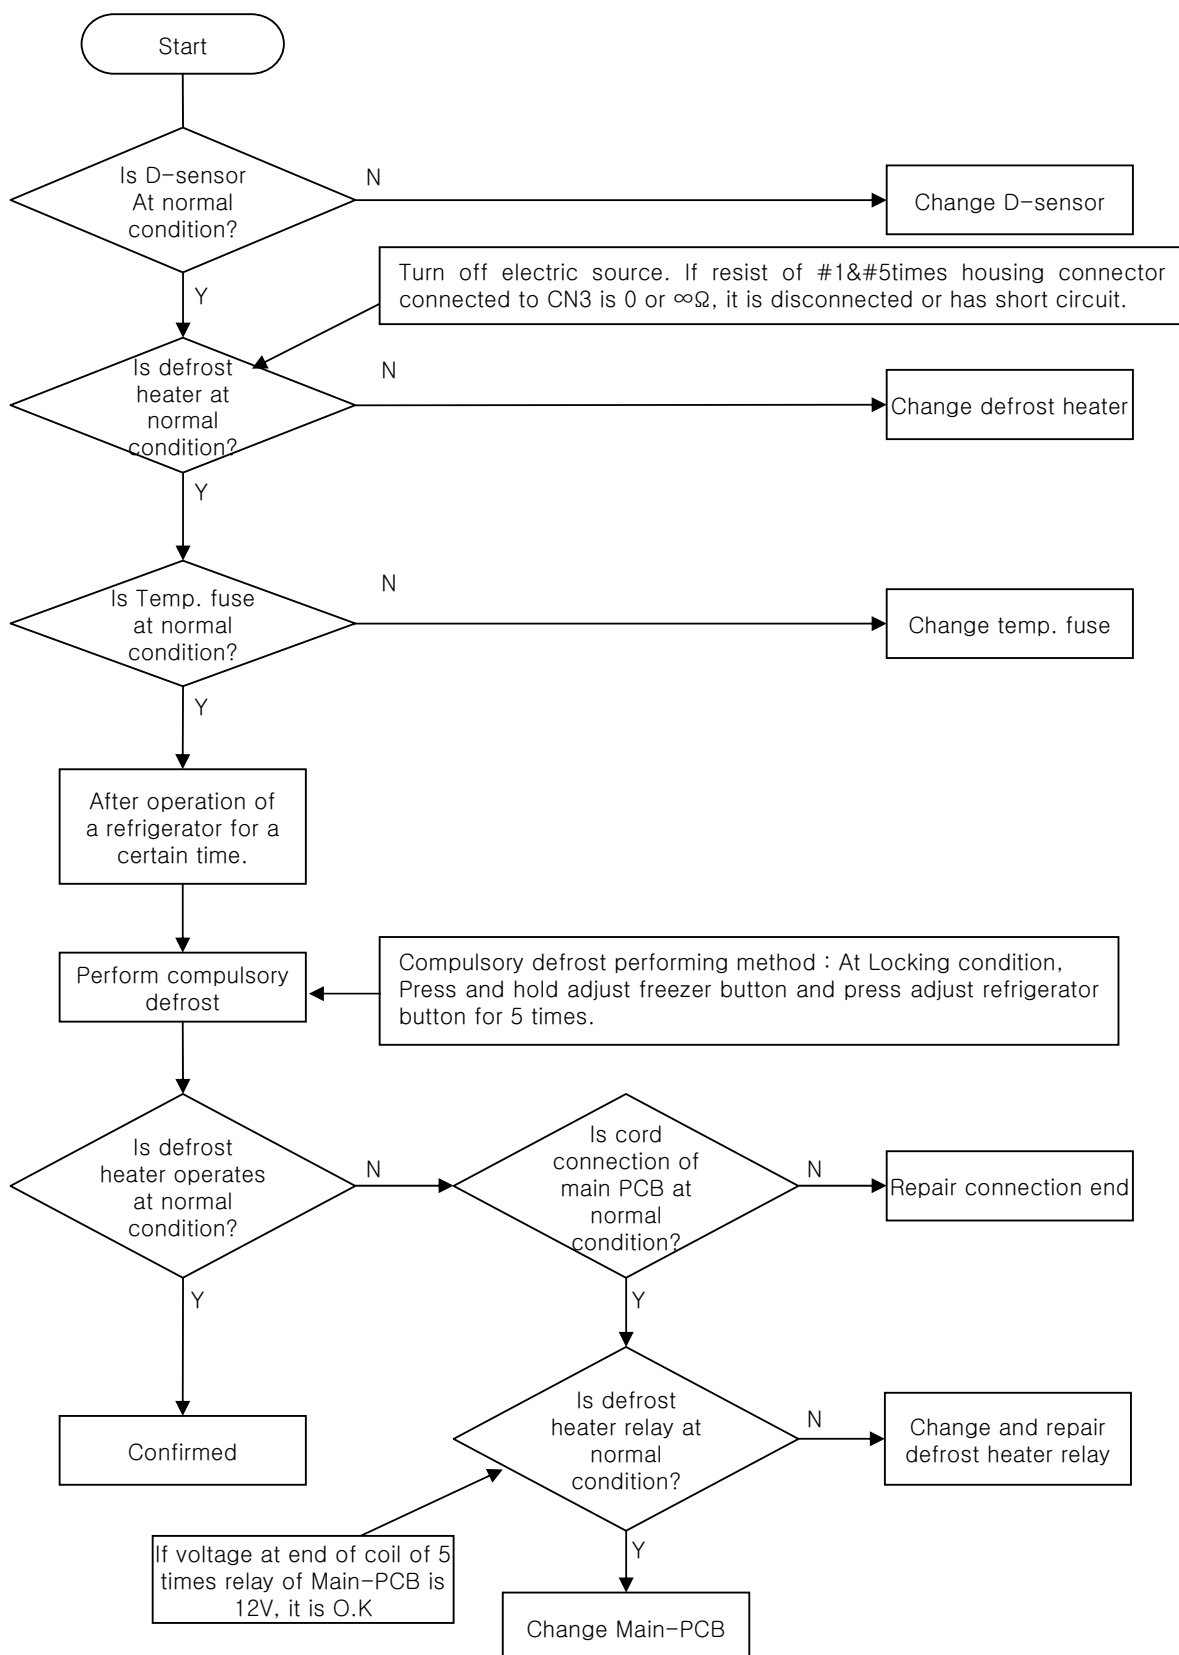 Start
Is D-sensor
At normal
condition?
N
Change D-sensor
Y
Turn off electric source. If resist of #1&#5times housing connector
connected to CN3 is 0 or ∞Ω, it is disconnected or has short circuit.
Is defrost
heater at
normal
condition?
N
Change defrost heater
Y
Is Temp. fuse
at normal
condition?
N
Change temp. fuse
Y
After operation of
a refrigerator for a
certain time.
Perform compulsory
defrost
Compulsory defrost performing method : At Locking condition,
Press and hold adjust freezer button and press adjust refrigerator
button for 5 times.
Is defrost
heater operates
at normal
condition?
N
Is cord
connection of
main PCB at
normal
condition?
N
Repair connection end
Y
Y
Confirmed
Is defrost
heater relay at
normal
condition?
N
Change and repair
defrost heater relay
If voltage at end of coil of 5
times relay of Main-PCB is
12V, it is O.K
Y
Change Main-PCB